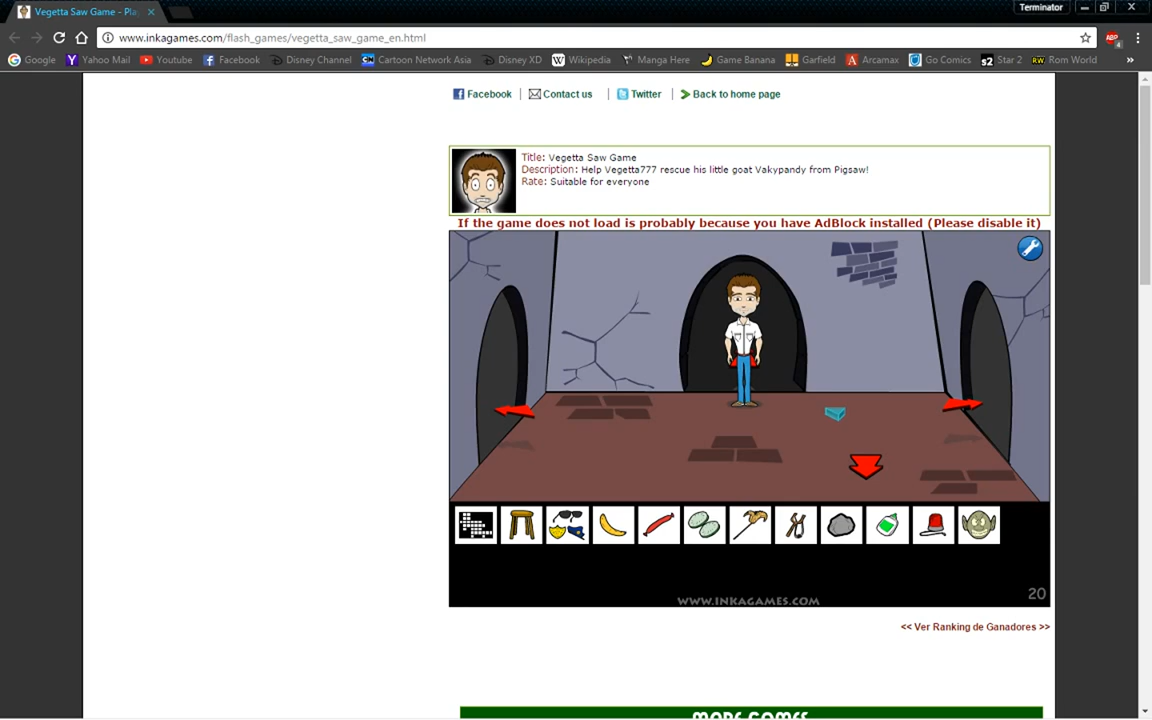 Vegetta Saw Game - Pla
Terminator
www.inkagames.com/flash_games/vegetta_saw_game_en.html
ABP
4
Google Yahoo Mail Youtube Facebook Disney Channel Cartoon Network Asia Disney XD Wikipedia Manga Here Game Banana Garfield Arcamax Go Comics Star 2 Rom World »
Facebook | Contact us | Twitter | Back to home page
Title: Vegetta Saw Game
Description: Help Vegetta777 rescue his little goat Vakypandy from Pigsaw!
Rate: Suitable for everyone
If the game does not load is probably because you have AdBlock installed (Please disable it)
WWW.INKAGAMES.COM
20
<< Ver Ranking de Ganadores >>
MORE GAMES